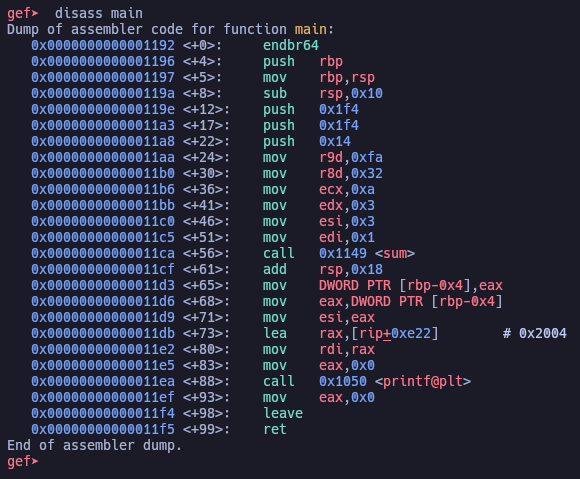 gef➤  disass main
Dump of assembler code for function main:
   0x0000000000001192 <+0>:	endbr64
   0x0000000000001196 <+4>:	push   rbp
   0x0000000000001197 <+5>:	mov    rbp,rsp
   0x000000000000119a <+8>:	sub    rsp,0x10
   0x000000000000119e <+12>:	push   0x1f4
   0x00000000000011a3 <+17>:	push   0x1f4
   0x00000000000011a8 <+22>:	push   0x14
   0x00000000000011aa <+24>:	mov    r9d,0xfa
   0x00000000000011b0 <+30>:	mov    r8d,0x32
   0x00000000000011b6 <+36>:	mov    ecx,0xa
   0x00000000000011bb <+41>:	mov    edx,0x3
   0x00000000000011c0 <+46>:	mov    esi,0x3
   0x00000000000011c5 <+51>:	mov    edi,0x1
   0x00000000000011ca <+56>:	call   0x1149 <sum>
   0x00000000000011cf <+61>:	add    rsp,0x18
   0x00000000000011d3 <+65>:	mov    DWORD PTR [rbp-0x4],eax
   0x00000000000011d6 <+68>:	mov    eax,DWORD PTR [rbp-0x4]
   0x00000000000011d9 <+71>:	mov    esi,eax
   0x00000000000011db <+73>:	lea    rax,[rip+0xe22]        # 0x2004
   0x00000000000011e2 <+80>:	mov    rdi,rax
   0x00000000000011e5 <+83>:	mov    eax,0x0
   0x00000000000011ea <+88>:	call   0x1050 <printf@plt>
   0x00000000000011ef <+93>:	mov    eax,0x0
   0x00000000000011f4 <+98>:	leave
   0x00000000000011f5 <+99>:	ret
End of assembler dump.
gef➤